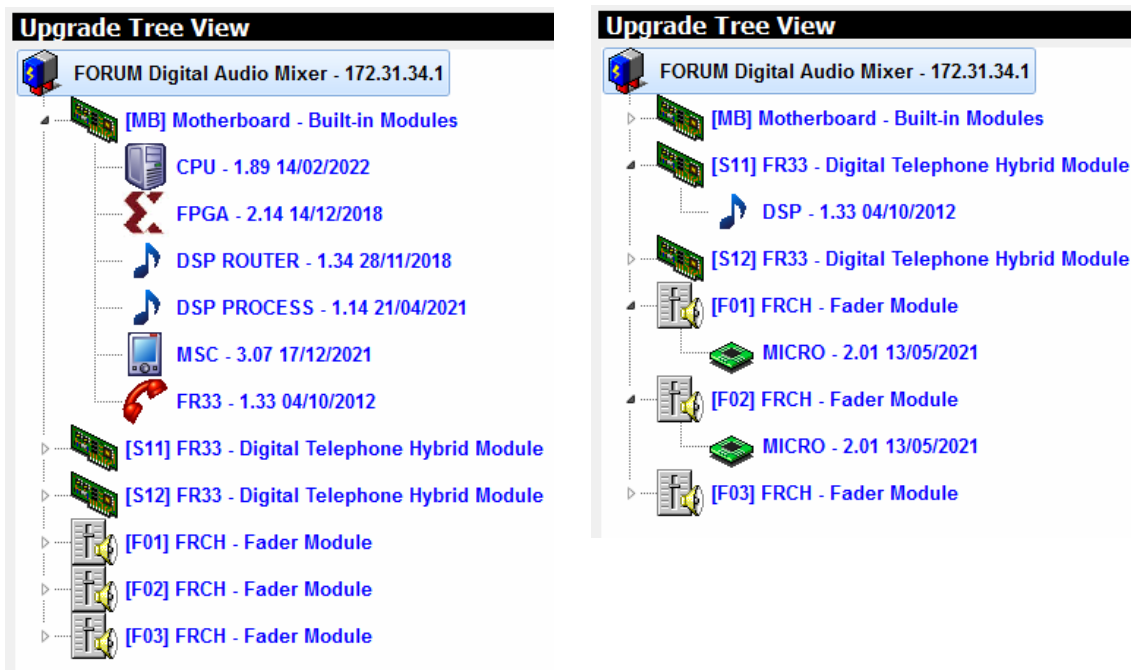 Upgrade Tree View
FORUM Digital Audio Mixer - 172.31.34.1
[MB] Motherboard - Built-in Modules
CPU - 1.89 14/02/2022
FPGA - 2.14 14/12/2018
DSP ROUTER - 1.34 28/11/2018
DSP PROCESS - 1.14 21/04/2021
MSC - 3.07 17/12/2021
FR33 - 1.33 04/10/2012
[S11] FR33 - Digital Telephone Hybrid Module
[S12] FR33 - Digital Telephone Hybrid Module
[F01] FRCH - Fader Module
[F02] FRCH - Fader Module
[F03] FRCH - Fader Module
Upgrade Tree View
FORUM Digital Audio Mixer - 172.31.34.1
[MB] Motherboard - Built-in Modules
[S11] FR33 - Digital Telephone Hybrid Module
DSP - 1.33 04/10/2012
[S12] FR33 - Digital Telephone Hybrid Module
[F01] FRCH - Fader Module
MICRO - 2.01 13/05/2021
[F02] FRCH - Fader Module
MICRO - 2.01 13/05/2021
[F03] FRCH - Fader Module